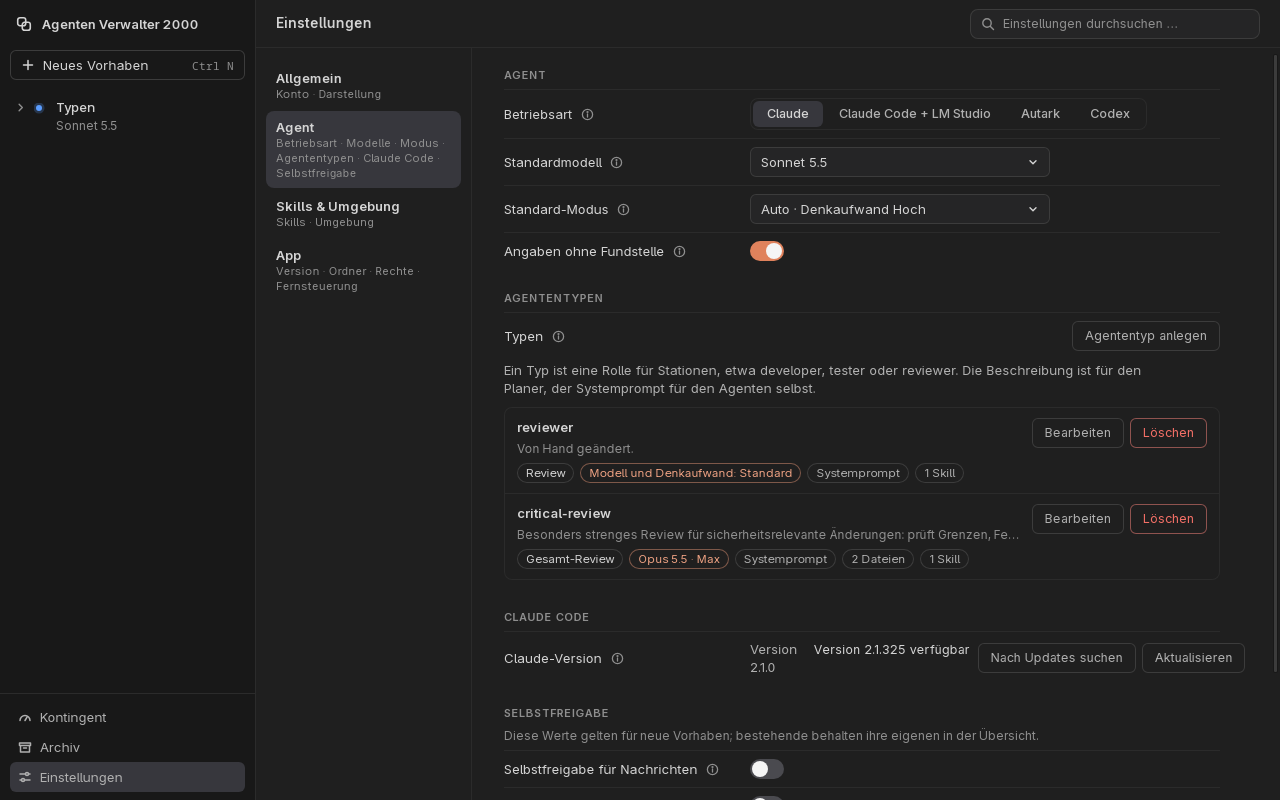 Agenten Verwalter 2000
Neues Vorhaben Ctrl N
Typen
Sonnet 5.5
Kontingent
Archiv
Einstellungen
Einstellungen
Einstellungen durchsuchen …
Allgemein
Konto · Darstellung
Agent
Betriebsart · Modelle · Modus ·
Agententypen · Claude Code ·
Selbstfreigabe
Skills & Umgebung
Skills · Umgebung
App
Version · Ordner · Rechte ·
Fernsteuerung
AGENT
Betriebsart Claude Claude Code + LM Studio Autark Codex
Standardmodell Sonnet 5.5
Standard-Modus Auto · Denkaufwand Hoch
Angaben ohne Fundstelle
AGENTENTYPEN
Typen Agententyp anlegen
Ein Typ ist eine Rolle für Stationen, etwa developer, tester oder reviewer. Die Beschreibung ist für den
Planer, der Systemprompt für den Agenten selbst.
reviewer Bearbeiten Löschen
Von Hand geändert.
Review Modell und Denkaufwand: Standard Systemprompt 1 Skill
critical-review Bearbeiten Löschen
Besonders strenges Review für sicherheitsrelevante Änderungen: prüft Grenzen, Fe…
Gesamt-Review Opus 5.5 · Max Systemprompt 2 Dateien 1 Skill
CLAUDE CODE
Claude-Version Version 2.1.0 Version 2.1.325 verfügbar Nach Updates suchen Aktualisieren
SELBSTFREIGABE
Diese Werte gelten für neue Vorhaben; bestehende behalten ihre eigenen in der Übersicht.
Selbstfreigabe für Nachrichten